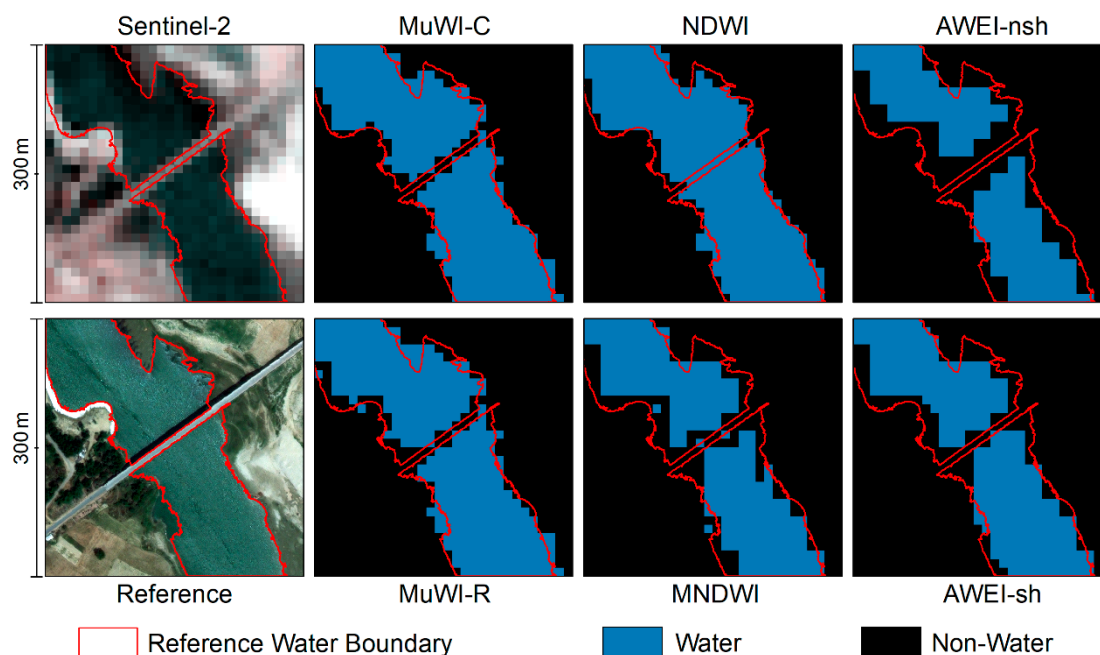 Sentinel-2 MuWI-C NDWI AWEI-nsh
300 m
300 m
Reference MuWI-R MNDWI AWEI-sh
Reference Water Boundary Water Non-Water